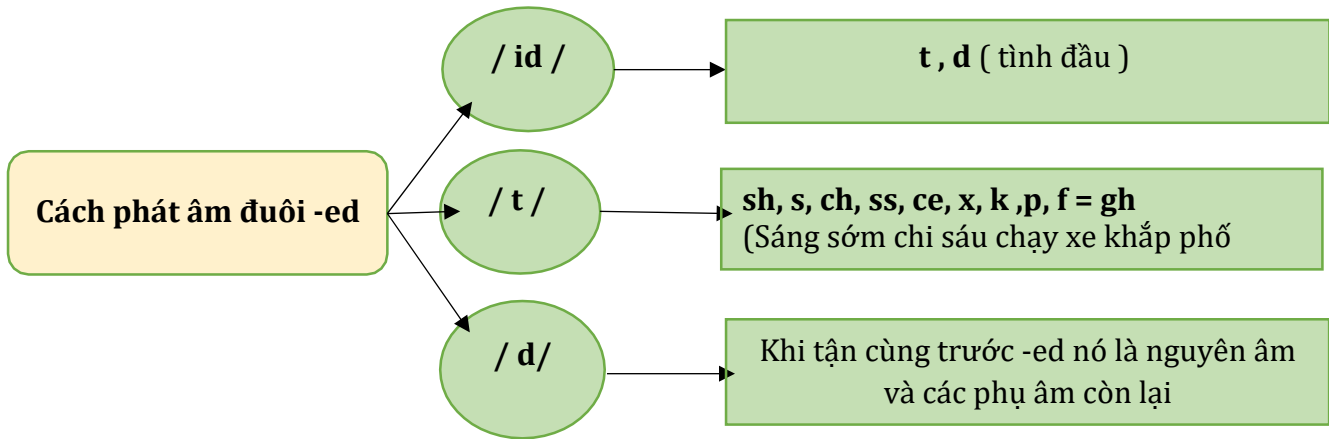 Cách phát âm đuôi -ed
/ id /
t , d ( tình đầu )
/ t /
sh, s, ch, ss, ce, x, k ,p, f = gh
(Sáng sớm chi sáu chạy xe khắp phố
/ d/
Khi tận cùng trước -ed nó là nguyên âm
và các phụ âm còn lại